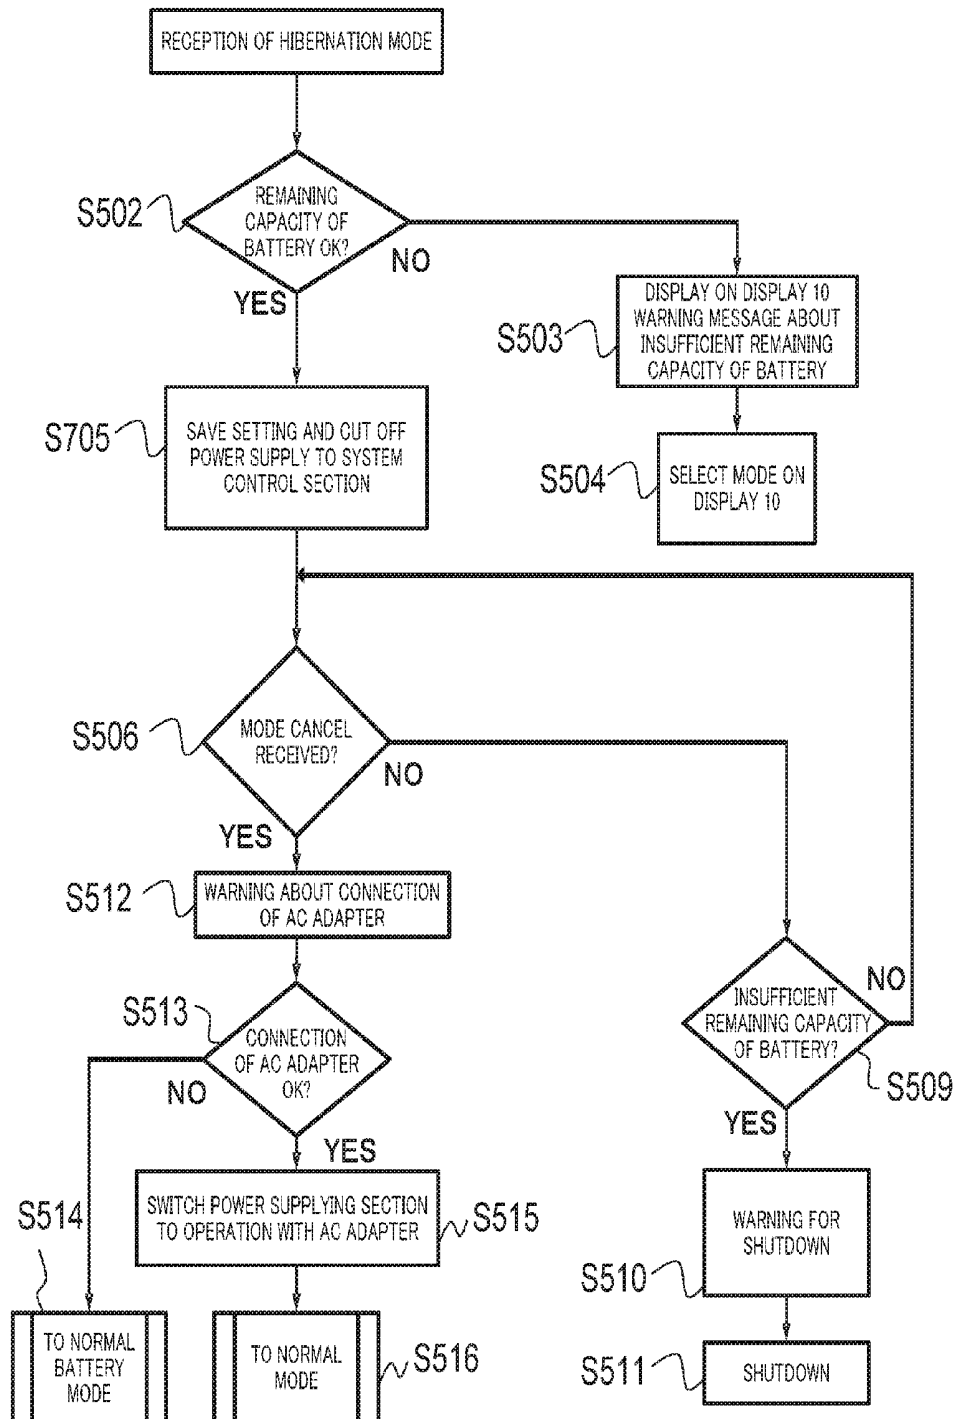 RECEPTION OF HIBERNATION MODE
S502
REMAINING
CAPACITY OF
BATTERY OK?
NO
YES
S503
DISPLAY ON DISPLAY 10
WARNING MESSAGE ABOUT
INSUFFICIENT REMAINING
CAPACITY OF BATTERY
S705
SAVE SETTING AND CUT OFF
POWER SUPPLY TO SYSTEM
CONTROL SECTION
S504
SELECT MODE ON
DISPLAY 10
S506
MODE CANCEL
RECEIVED?
NO
YES
S512
WARNING ABOUT CONNECTION
OF AC ADAPTER
S513
CONNECTION
OF AC ADAPTER
OK?
NO
YES
INSUFFICIENT
REMAINING CAPACITY
OF BATTERY?
NO
S509
YES
S514
SWITCH POWER SUPPLYING SECTION
TO OPERATION WITH AC ADAPTER
S515
WARNING FOR
SHUTDOWN
S510
TO NORMAL
BATTERY
MODE
TO NORMAL
MODE
S516
S511
SHUTDOWN